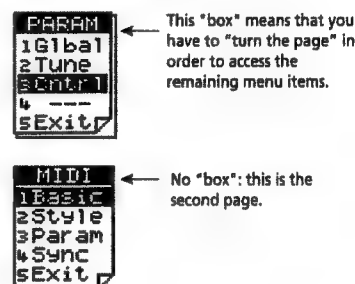 PARAM
1Glbal
2Tune
3Cntrl
4 ---
5Exit
This "box" means that you
have to "turn the page" in
order to access the
remaining menu items.
MIDI
1Basic
2Style
3Param
4Sync
5Exit
No "box": this is the
second page.